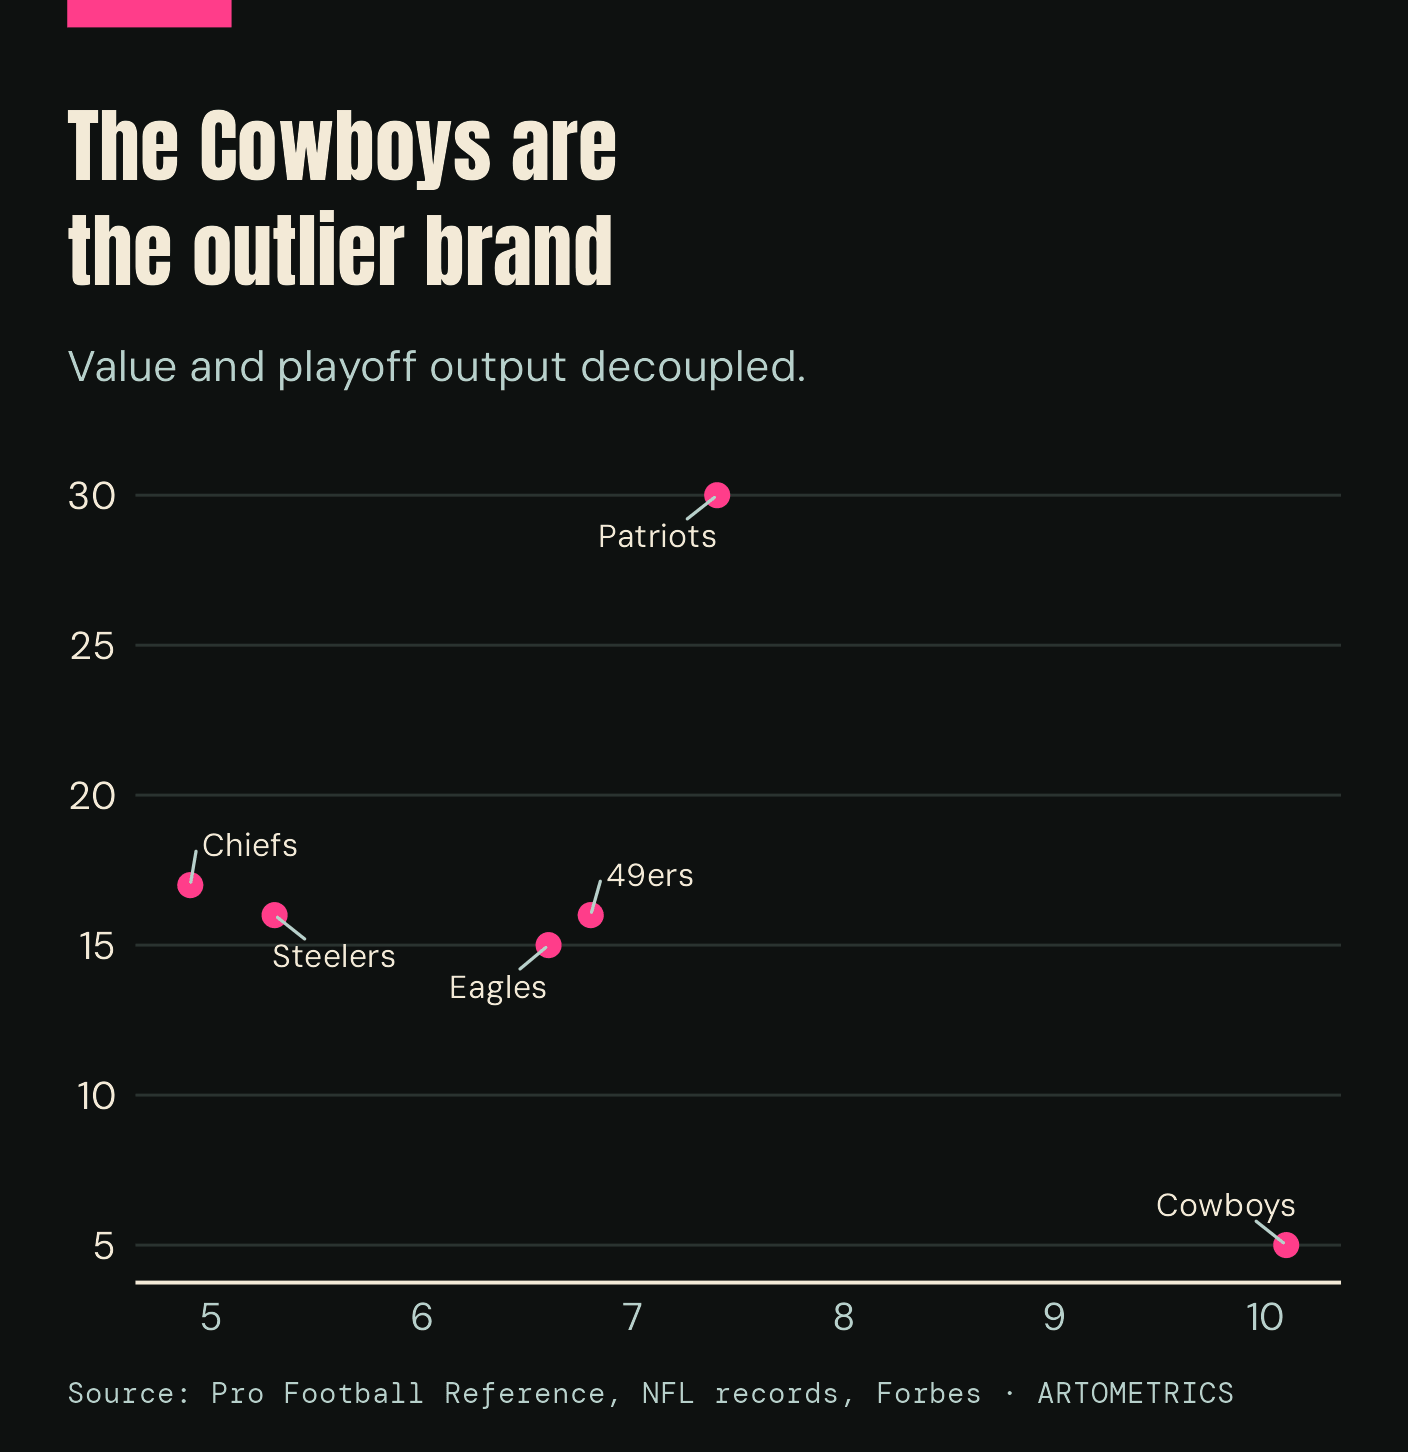 The Cowboys are
the outlier brand
Value and playoff output decoupled.
30
Patriots
25
20
Chiefs
49ers
15
Steelers
Eagles
10
Cowboys
5
5 6 7 8 9 10
Source: Pro Football Reference, NFL records, Forbes · ARTOMETRICS